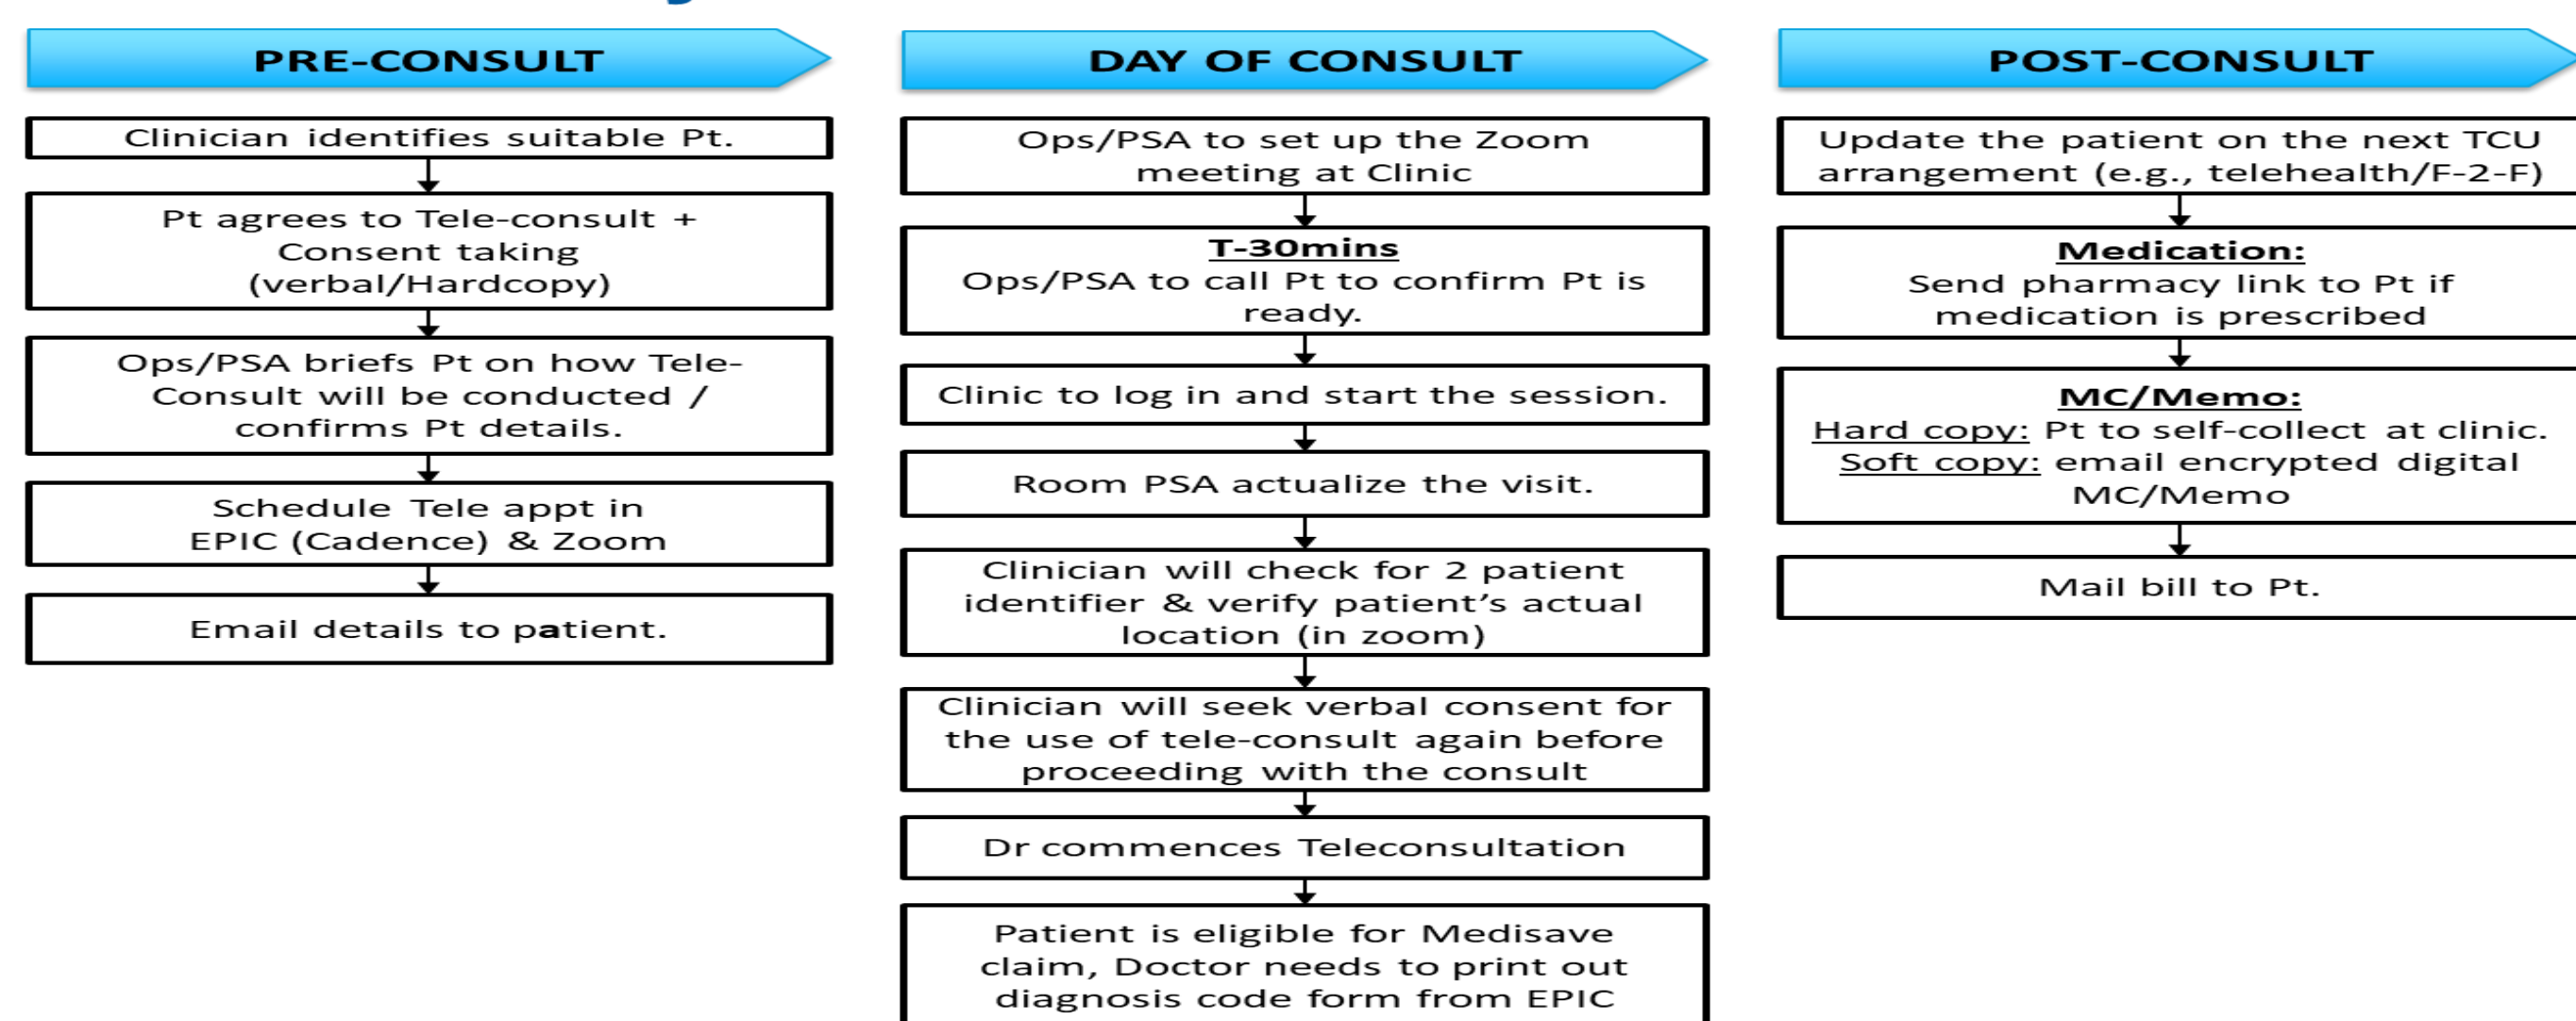 PRE-CONSULT
Clinician identifies suitable Pt.
Pt agrees to Tele-consult +
Consent taking
(verbal/Hardcopy)
Ops/PSA briefs Pt on how Tele-
Consult will be conducted /
confirms Pt details.
Schedule Tele appt in
EPIC (Cadence) & Zoom
Email details to patient.
DAY OF CONSULT
Ops/PSA to set up the Zoom
meeting at Clinic
T-30mins
Ops/PSA to call Pt to confirm Pt is
ready.
Clinic to log in and start the session.
Room PSA actualize the visit.
Clinician will check for 2 patient
identifier & verify patient’s actual
location (in zoom)
Clinician will seek verbal consent for
the use of tele-consult again before
proceeding with the consult
Dr commences Teleconsultation
Patient is eligible for Medisave
claim, Doctor needs to print out
diagnosis code form from EPIC
POST-CONSULT
Update the patient on the next TCU
arrangement (e.g., telehealth/F-2-F)
Medication:
Send pharmacy link to Pt if
medication is prescribed
MC/Memo:
Hard copy: Pt to self-collect at clinic.
Soft copy: email encrypted digital
MC/Memo
Mail bill to Pt.